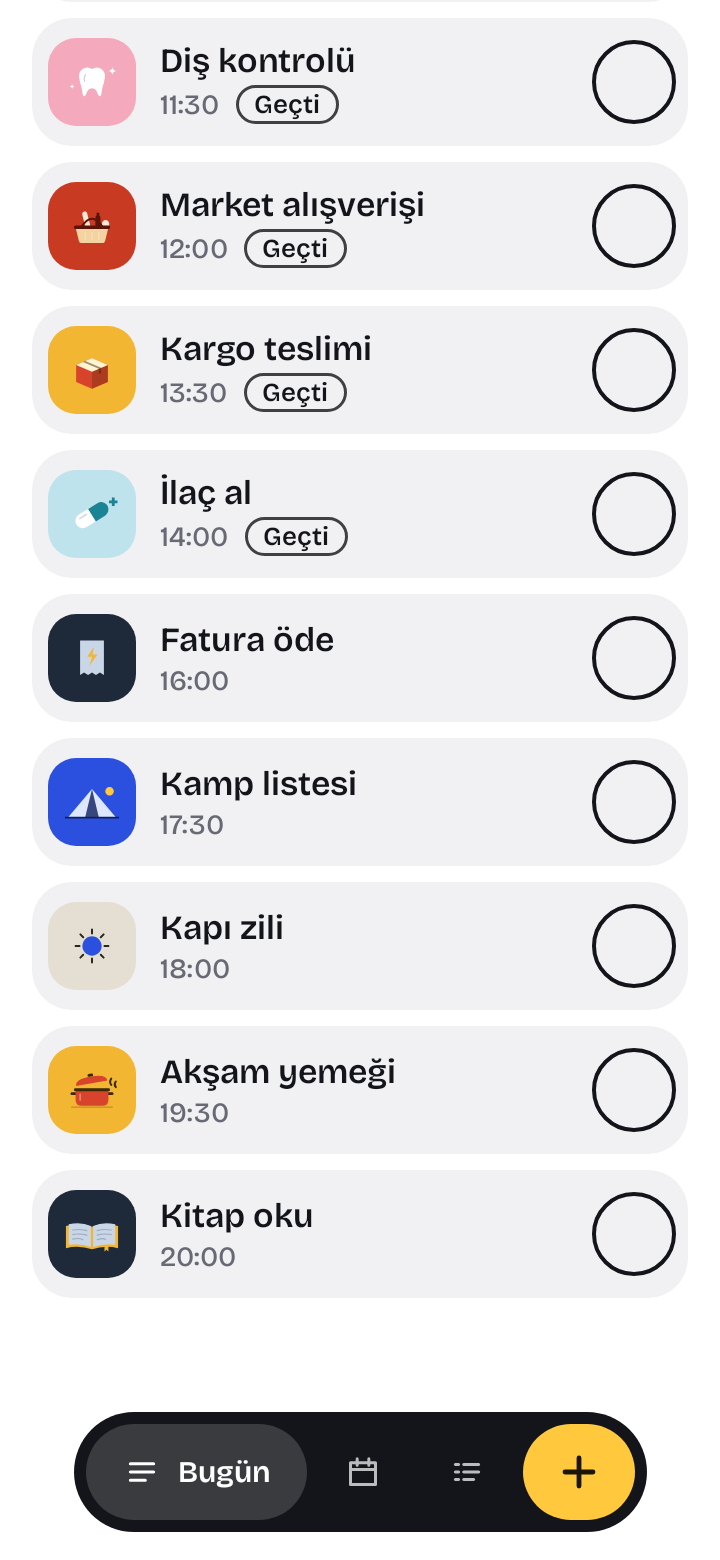 Diş kontrolü
11:30 Geçti
Market alışverişi
12:00 Geçti
Kargo teslimi
13:30 Geçti
İlaç al
14:00 Geçti
Fatura öde
16:00
Kamp listesi
17:30
Kapı zili
18:00
Akşam yemeği
19:30
Kitap oku
20:00
Bugün